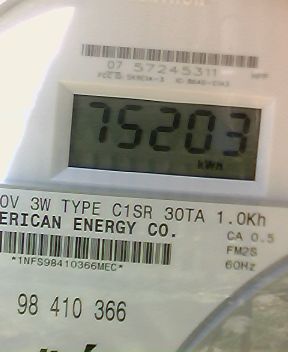 07 57245311
75203
kWh
0V 3W TYPE C1SR 30TA 1.0Kh
ERICAN ENERGY CO.
CA 0.5
FM2S
*1NFS98410366MEC*
60Hz
98 410 366